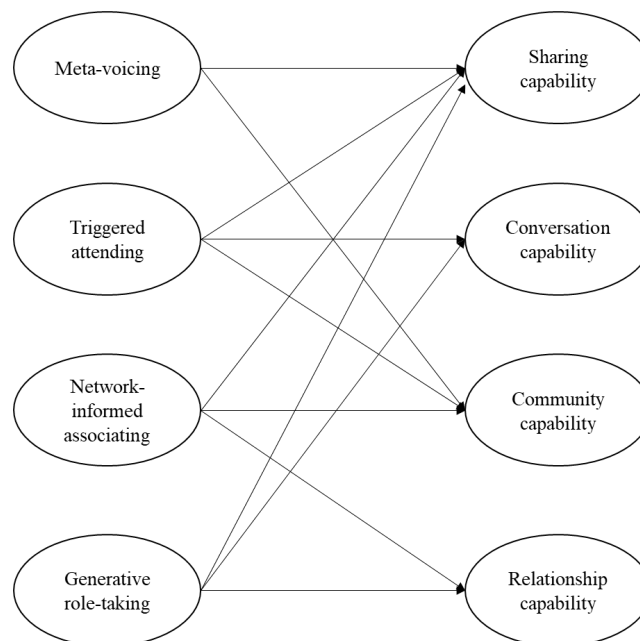 Meta-voicing
Sharing
capability
Triggered
attending
Conversation
capability
Network-
informed
associating
Community
capability
Generative
role-taking
Relationship
capability